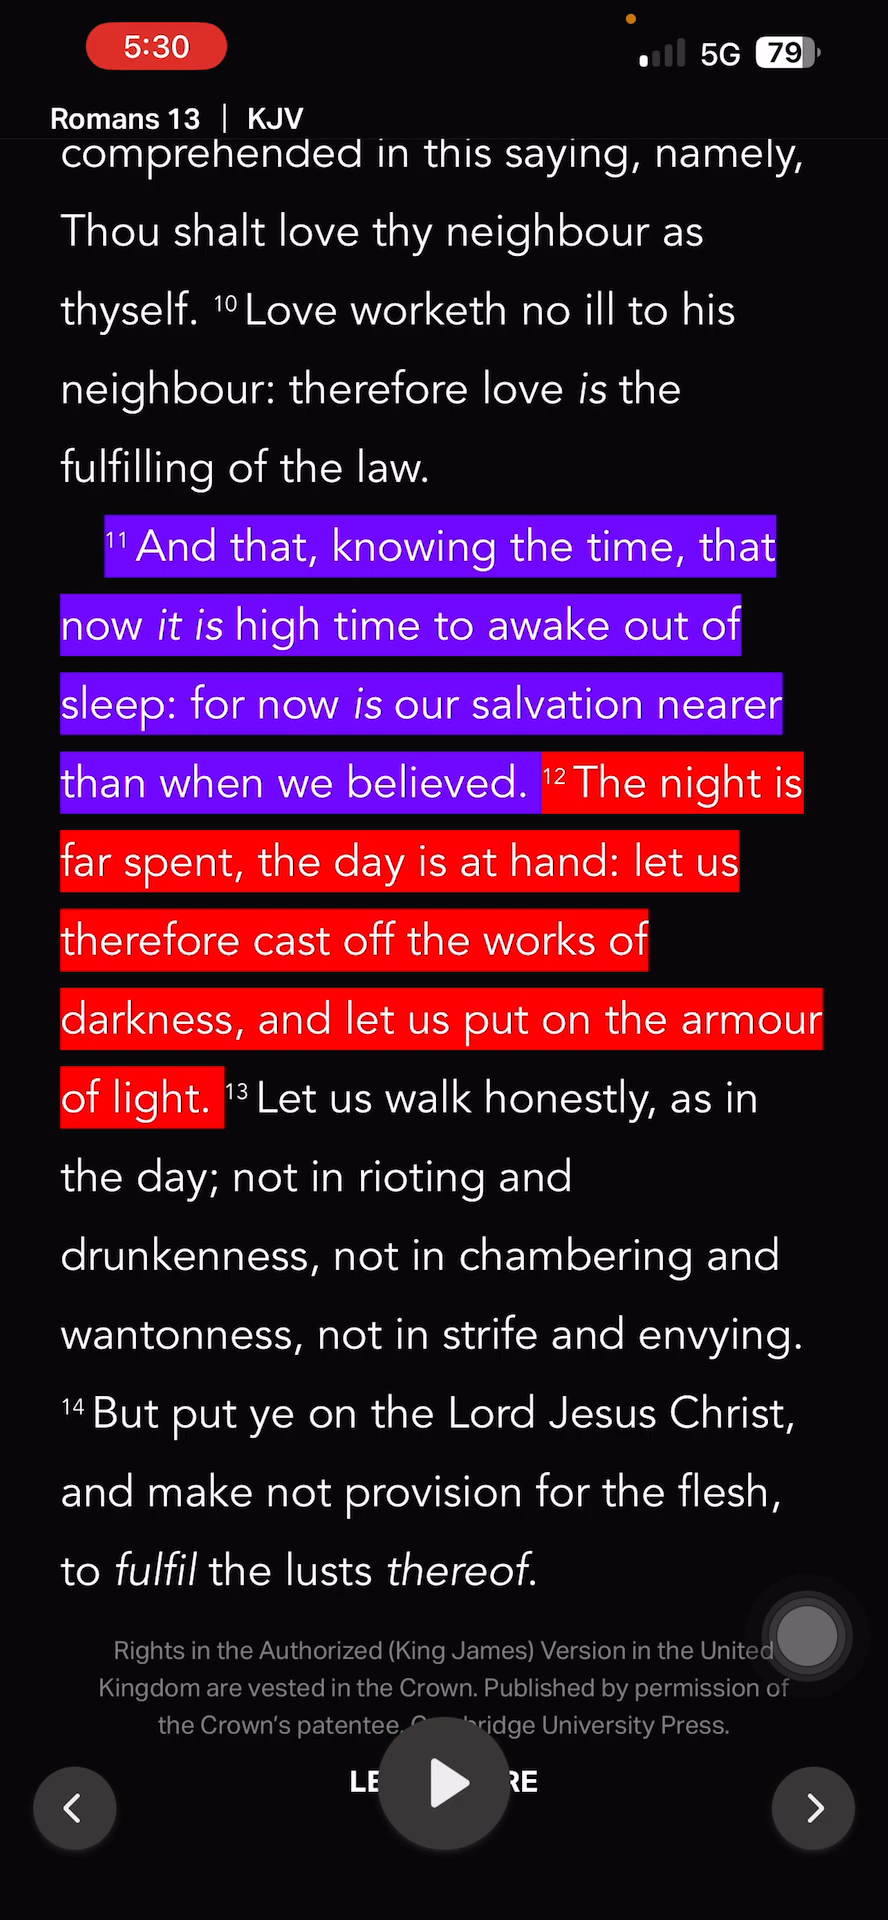 5:30
5G 79
Romans 13 | KJV
comprehended in this saying, namely,
Thou shalt love thy neighbour as
thyself. 10 Love worketh no ill to his
neighbour: therefore love is the
fulfilling of the law.
11 And that, knowing the time, that
now it is high time to awake out of
sleep: for now is our salvation nearer
than when we believed. 12 The night is
far spent, the day is at hand: let us
therefore cast off the works of
darkness, and let us put on the armour
of light. 13 Let us walk honestly, as in
the day; not in rioting and
drunkenness, not in chambering and
wantonness, not in strife and envying.
14 But put ye on the Lord Jesus Christ,
and make not provision for the flesh,
to fulfil the lusts thereof.
Rights in the Authorized (King James) Version in the United
Kingdom are vested in the Crown. Published by permission of
the Crown's patentee, University Press.